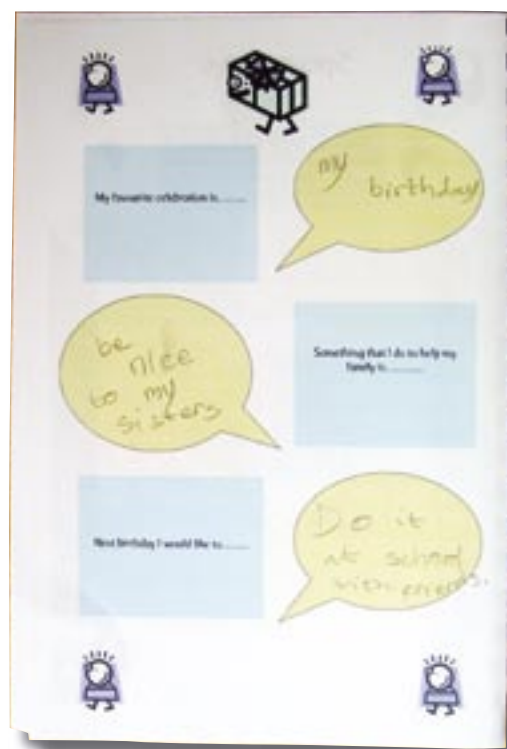 My favourite celebration is..........
my
birthday
be
nice
to my
sisters
Something that I do to help my
family is..........
Next birthday I would like to..........
Do it
at school
with friends.